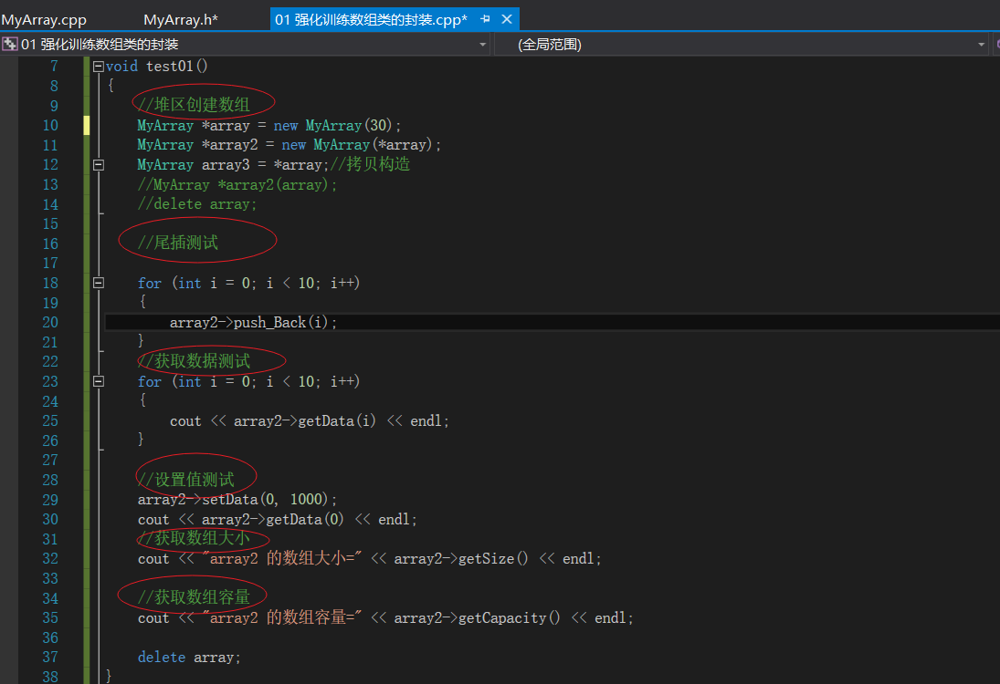 MyArray.cpp MyArray.h* 01 强化训练数组类的封装.cpp*
01 强化训练数组类的封装 (全局范围)
7 void test01()
8 {
9 //堆区创建数组
10 MyArray *array = new MyArray(30);
11 MyArray *array2 = new MyArray(*array);
12 MyArray array3 = *array;//拷贝构造
13 //MyArray *array2(array);
14 //delete array;
15
16 //尾插测试
17
18 for (int i = 0; i < 10; i++)
19 {
20 array2->push_Back(i);
21 }
22 //获取数据测试
23 for (int i = 0; i < 10; i++)
24 {
25 cout << array2->getData(i) << endl;
26 }
27
28 //设置值测试
29 array2->setData(0, 1000);
30 cout << array2->getData(0) << endl;
31 //获取数组大小
32 cout << "array2 的数组大小=" << array2->getSize() << endl;
33
34 //获取数组容量
35 cout << "array2 的数组容量=" << array2->getCapacity() << endl;
36
37 delete array;
38 }